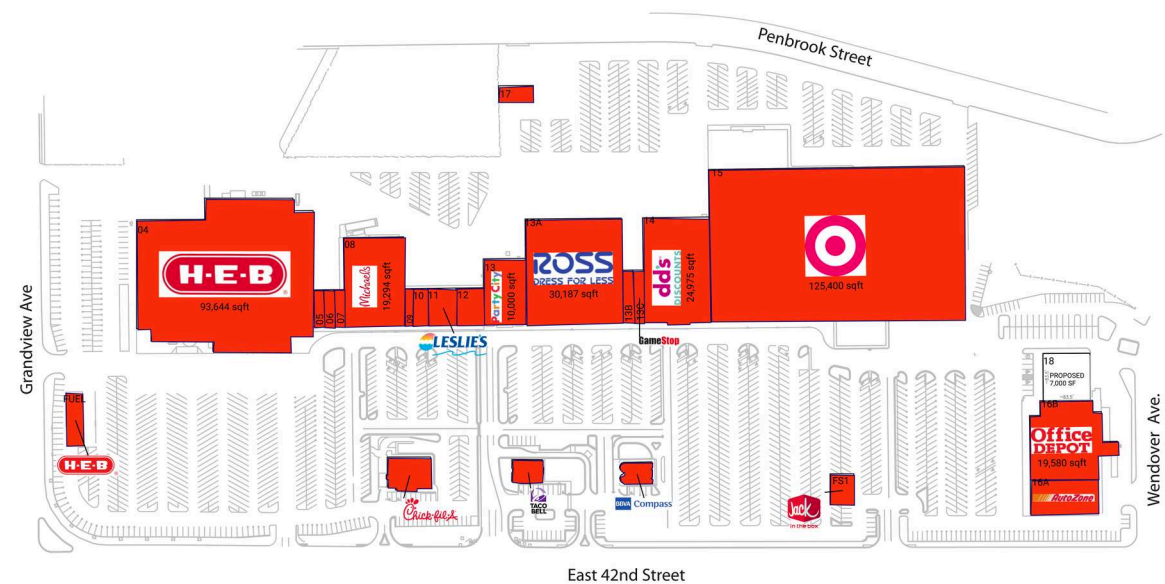 Penbrook Street
17
15
04
H-E-B
93,644 sqft
05
06
07
08
Michaels
19,294 sqft
09
10
11
12
LESLIE'S
13
PartyCity
10,000 sqft
13A
ROSS
DRESS FOR LESS
30,187 sqft
13B
13C
GameStop
14
dd's
DISCOUNTS
24,975 sqft
125,400 sqft
Grandview Ave
FUEL
H-E-B
Chick-fil-A
TACO
BELL
BBVA Compass
Jack
in the box
FS1
18
PROPOSED
7,000 SF
16B
Office
DEPOT
19,580 sqft
16A
AutoZone
Wendover Ave.
East 42nd Street